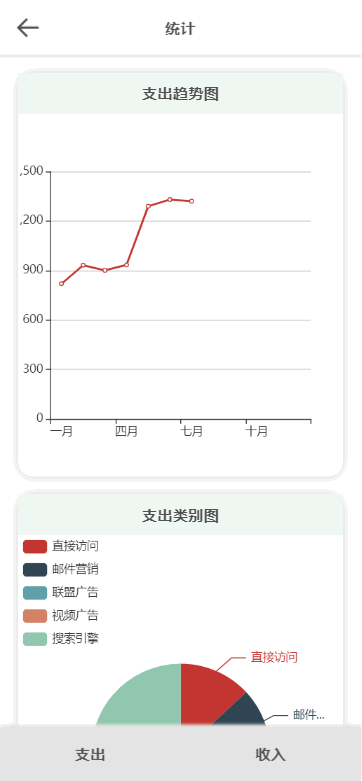 统计
支出趋势图
,500
,200
900
600
300
0
一月 四月 七月 十月
支出类别图
直接访问
邮件营销
联盟广告
视频广告
搜索引擎
直接访问
邮件...
支出 收入